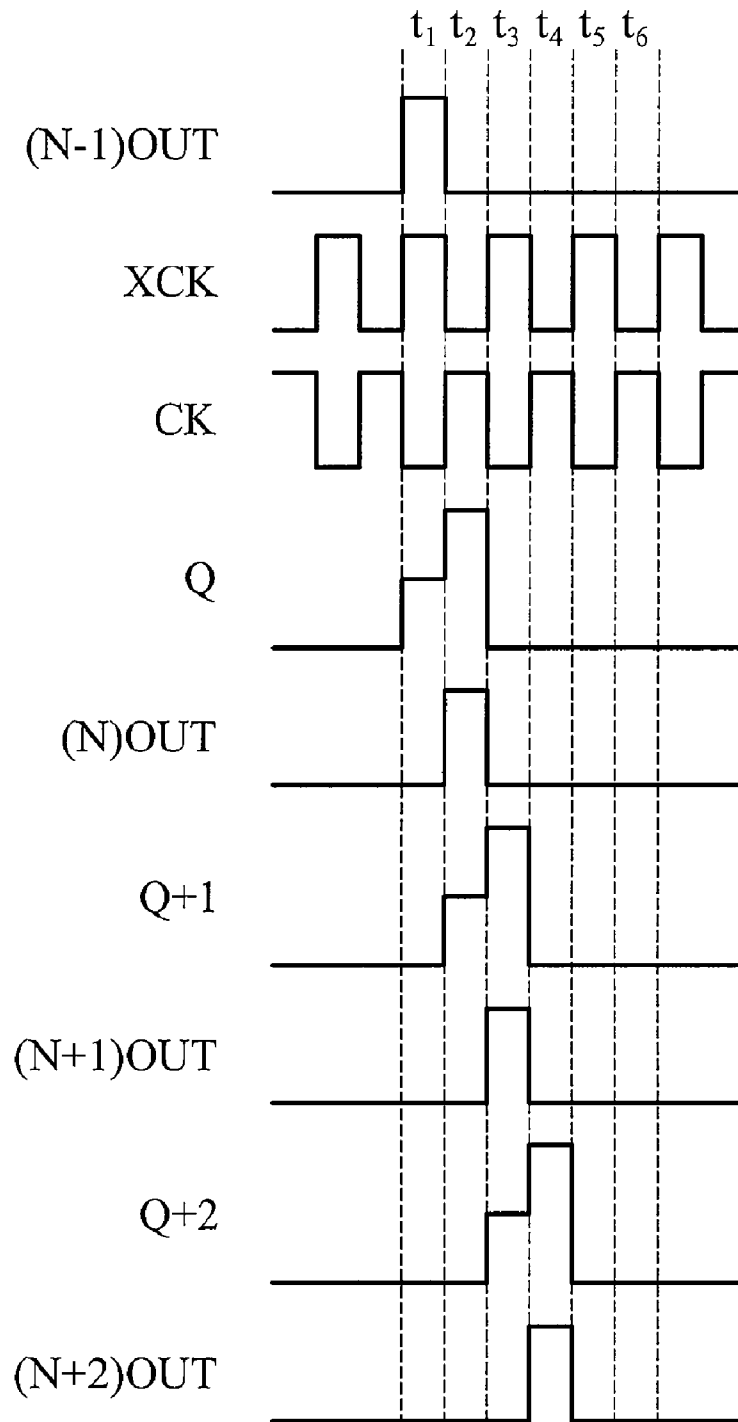 t₁ t₂ t₃ t₄ t₅ t₆
(N-1)OUT
XCK
CK
Q
(N)OUT
Q+1
(N+1)OUT
Q+2
(N+2)OUT